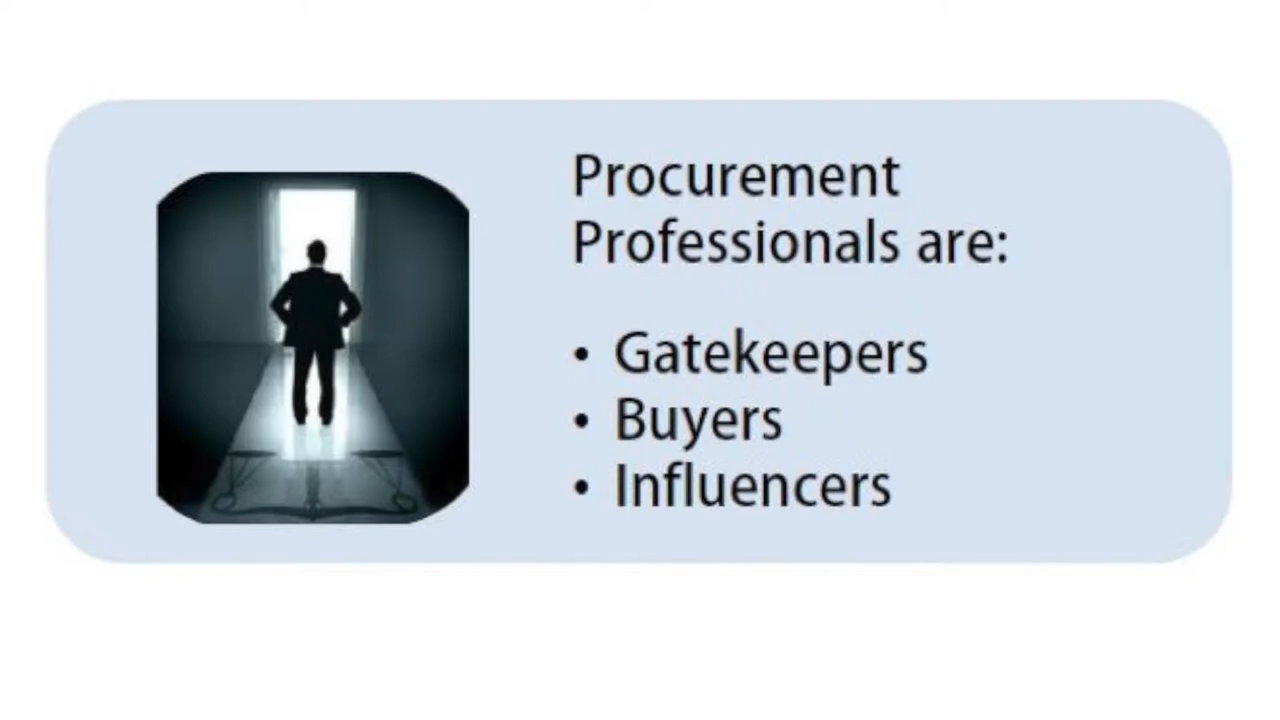 Procurement
Professionals are:
• Gatekeepers
• Buyers
• Influencers